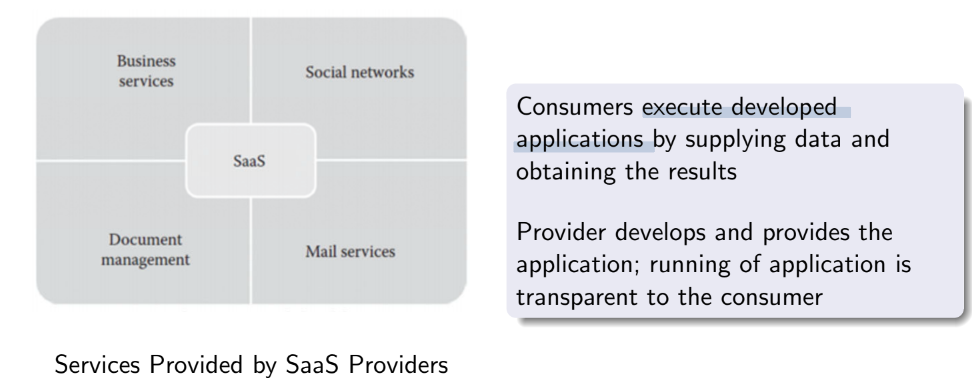 Business
services
Social networks
SaaS
Document
management
Mail services
Services Provided by SaaS Providers
Consumers execute developed
applications by supplying data and
obtaining the results
Provider develops and provides the
application; running of application is
transparent to the consumer